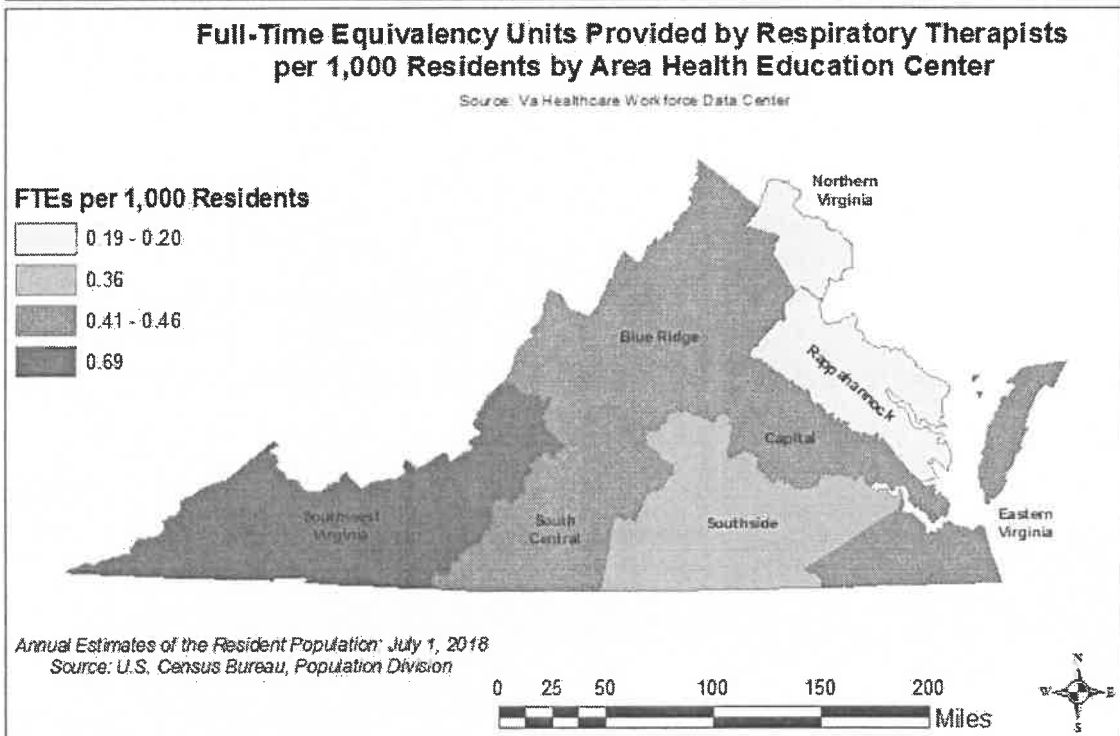 Full-Time Equivalency Units Provided by Respiratory Therapists
per 1,000 Residents by Area Health Education Center
Source: Va Healthcare Workforce Data Center
FTEs per 1,000 Residents
0.19 - 0.20
0.36
0.41 - 0.46
0.69
Northern
Virginia
Blue Ridge
Rappahannock
Capital
Southwest
Virginia
South
Central
Southside
Eastern
Virginia
Annual Estimates of the Resident Population: July 1, 2018
Source: U.S. Census Bureau, Population Division
0 25 50 100 150 200
Miles
N
W E
S